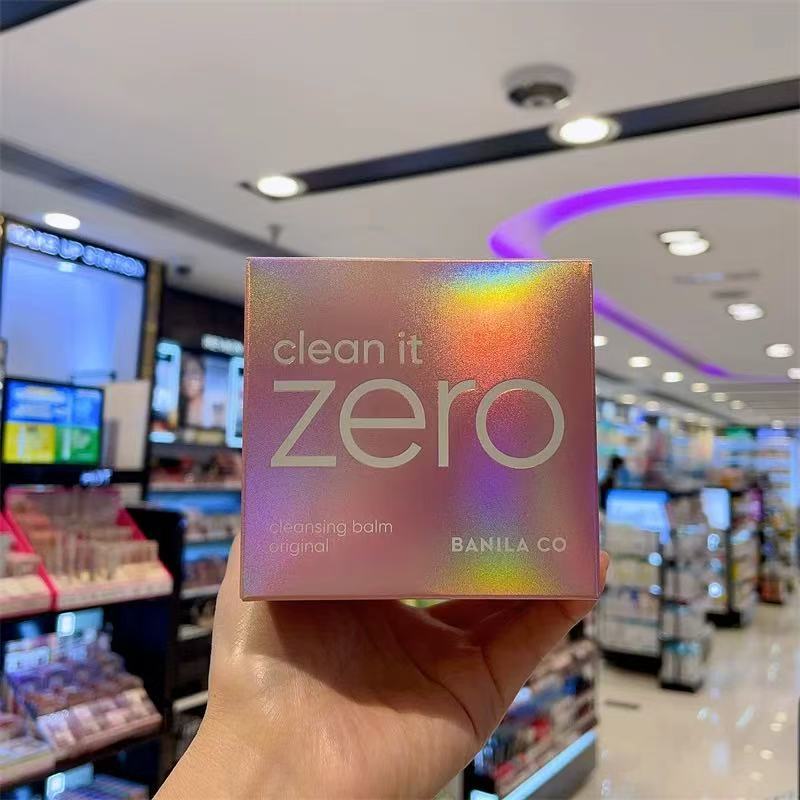 MAKE UP STATION
clean it
zero
cleansing balm
original
BANILA CO